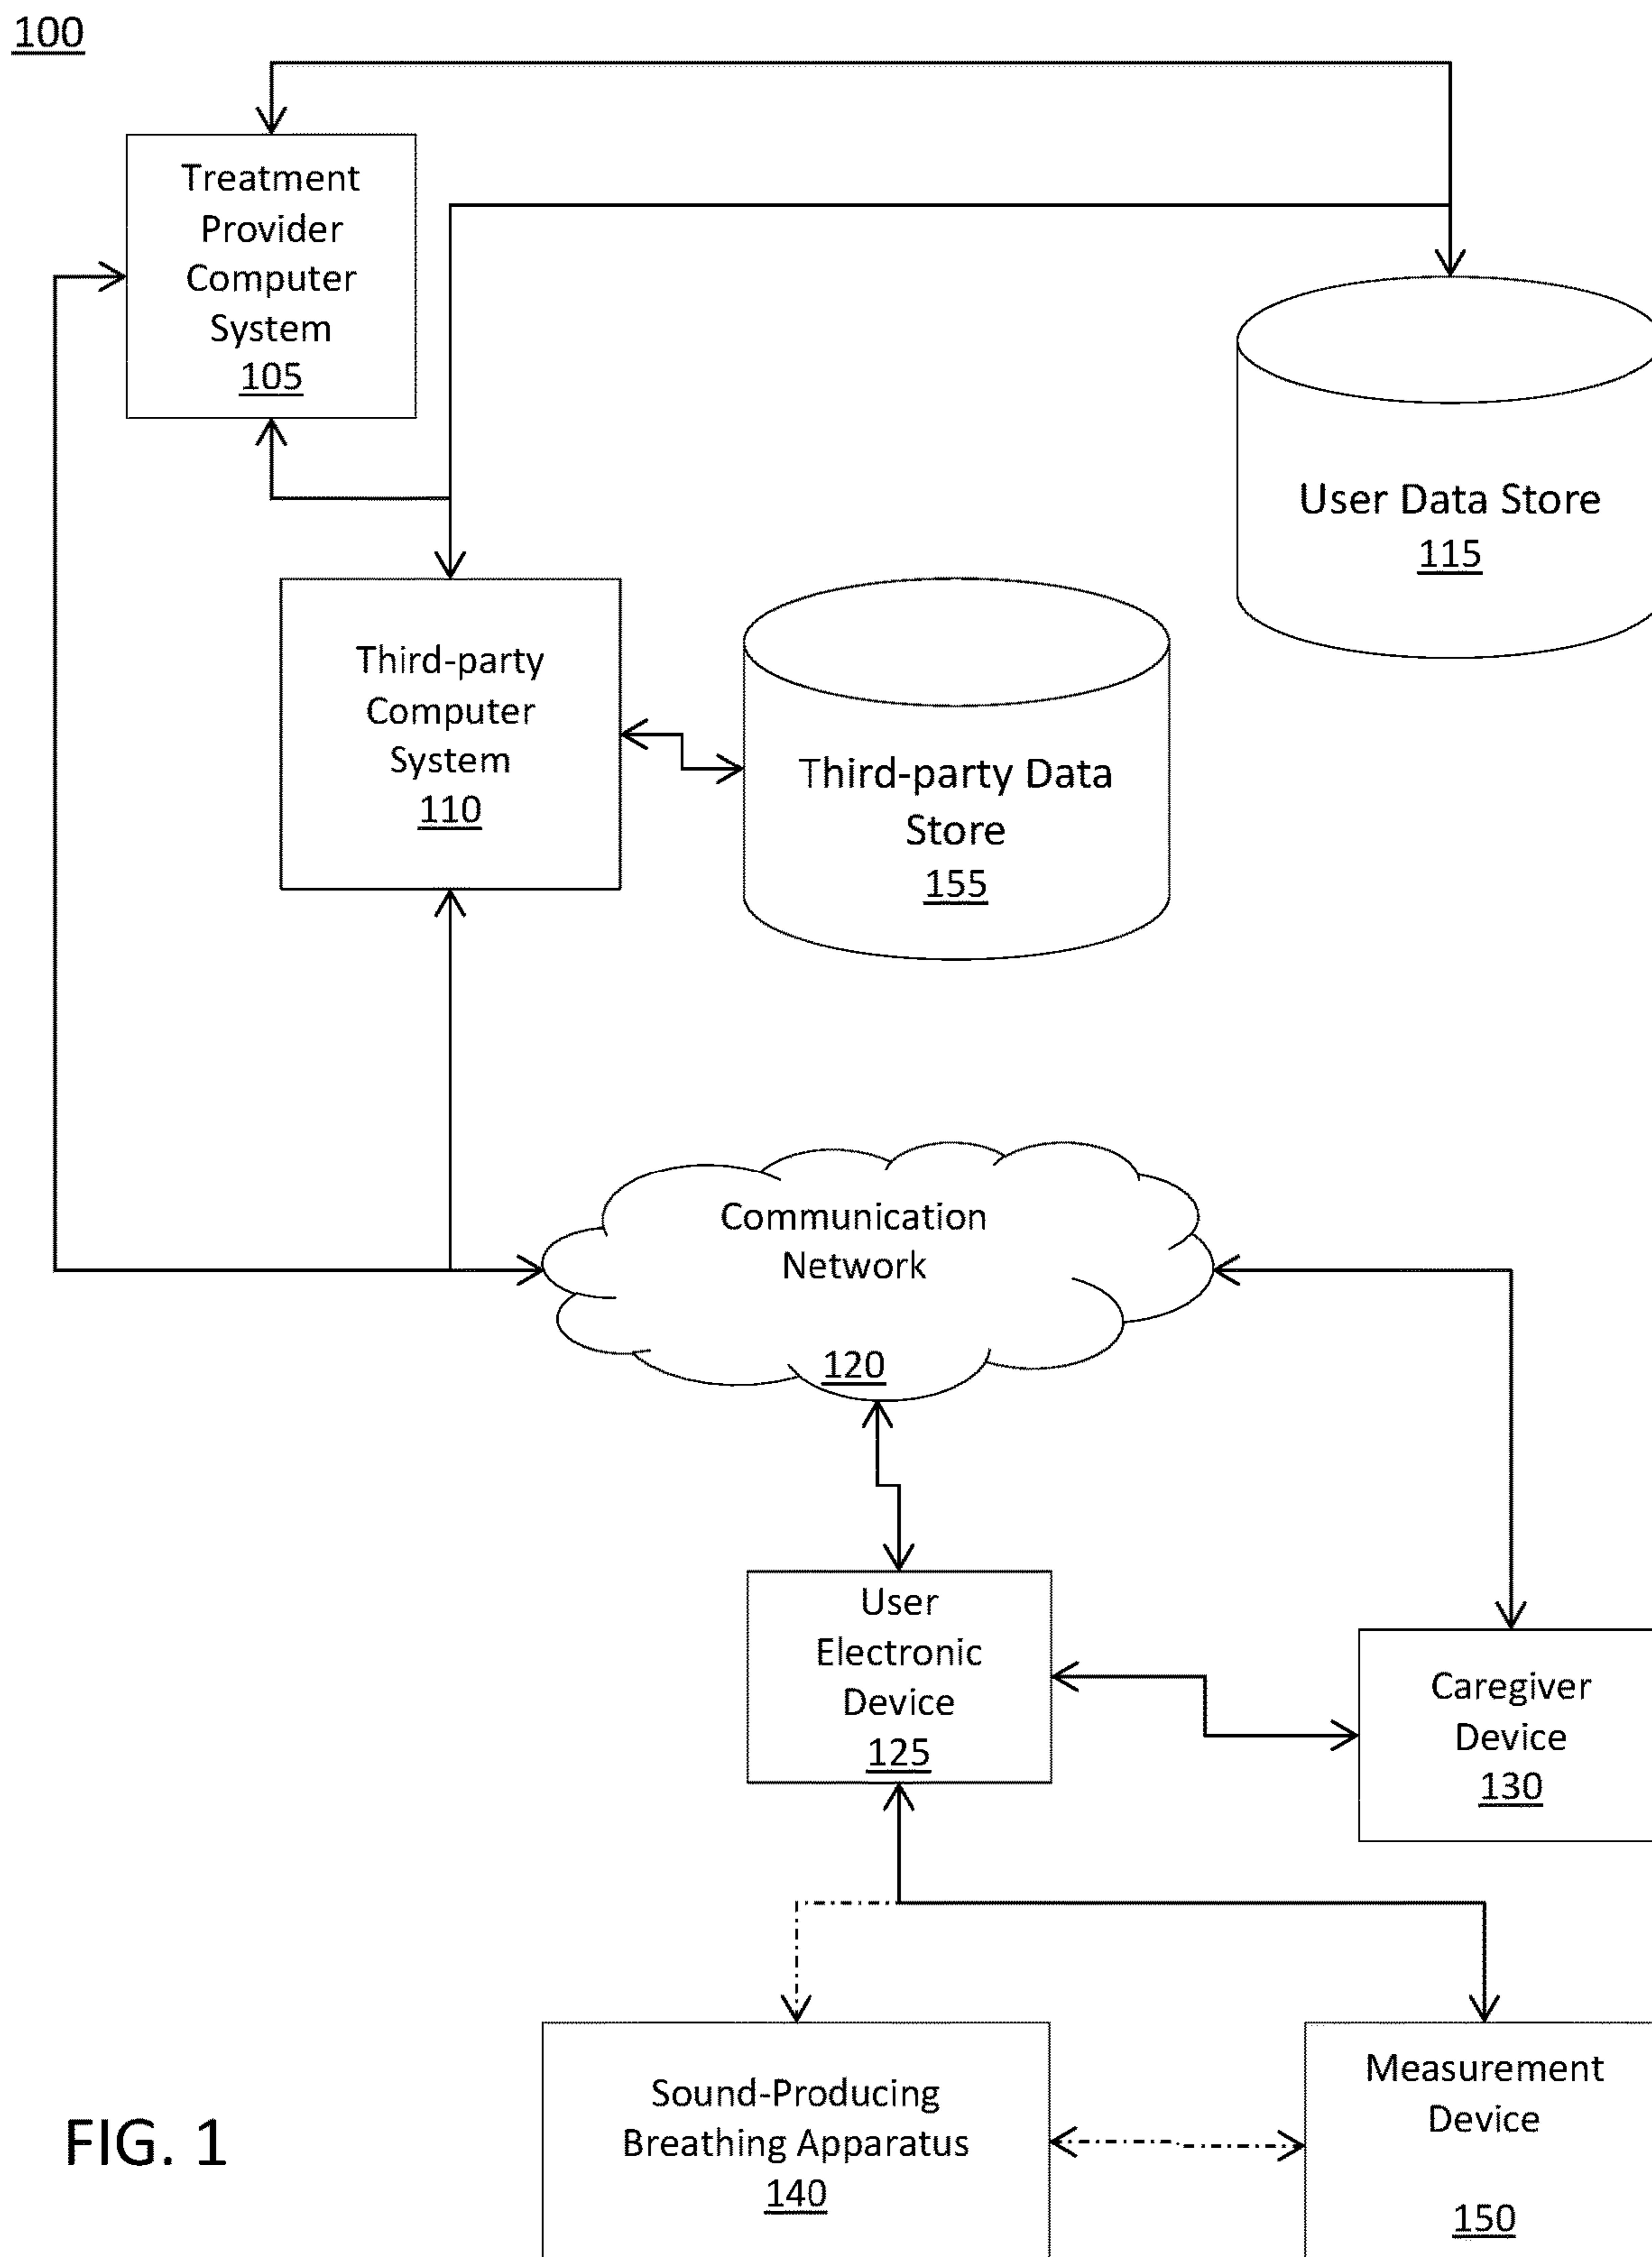 100
Treatment
Provider
Computer
System
105
User Data Store
115
Third-party
Computer
System
110
Third-party Data
Store
155
Communication
Network
120
User
Electronic
Device
125
Caregiver
Device
130
Sound-Producing
Breathing Apparatus
140
Measurement
Device
150
FIG. 1